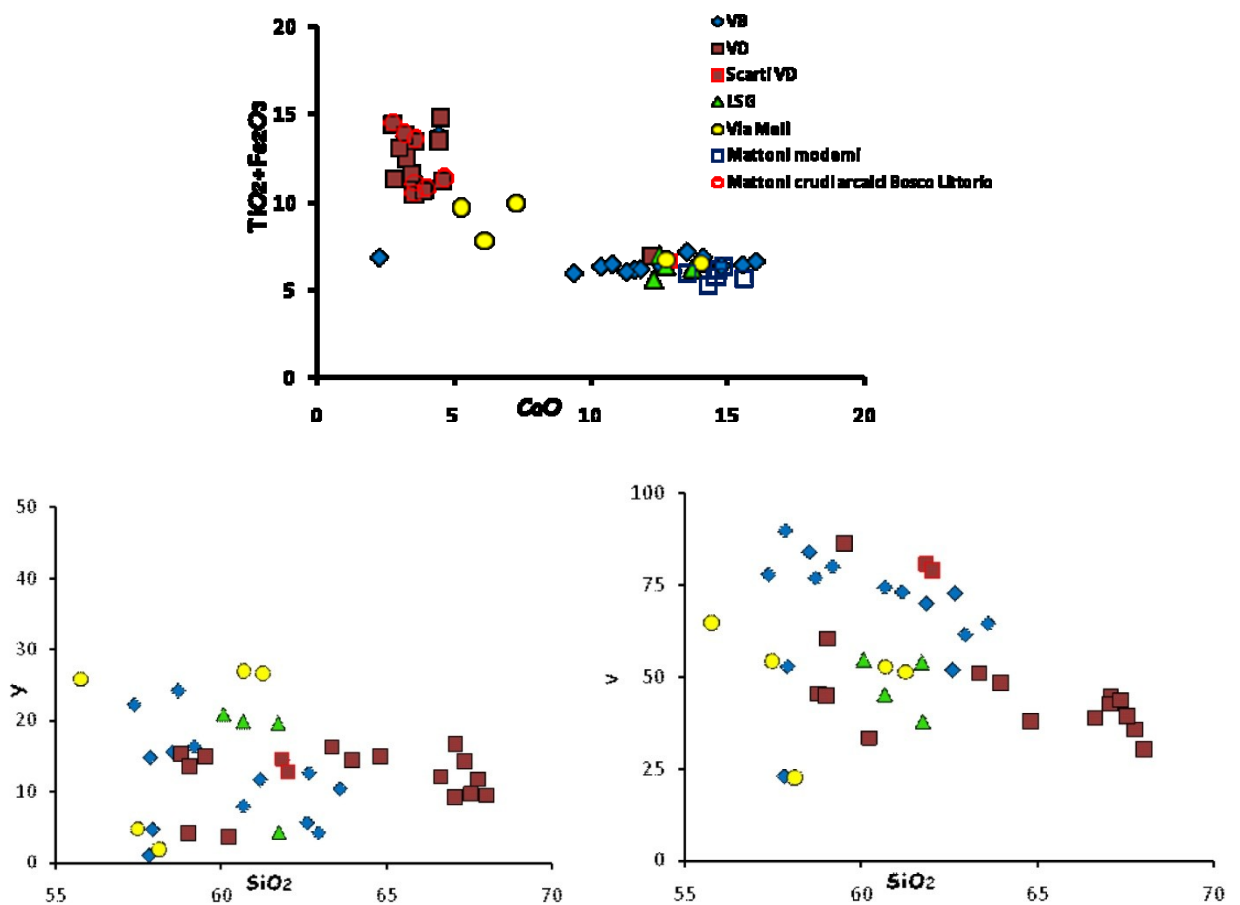 20
15
10
5
0
TiO2+Fe2O3
0
5
10
15
20
CaO
VB
VD
Scarti VD
LSG
Via Meli
Mattoni moderni
Mattoni crudi arcaici Bosco Littorio
50
40
30
20
10
0
y
55
60
65
70
SiO2
100
75
50
25
0
v
55
60
65
70
SiO2